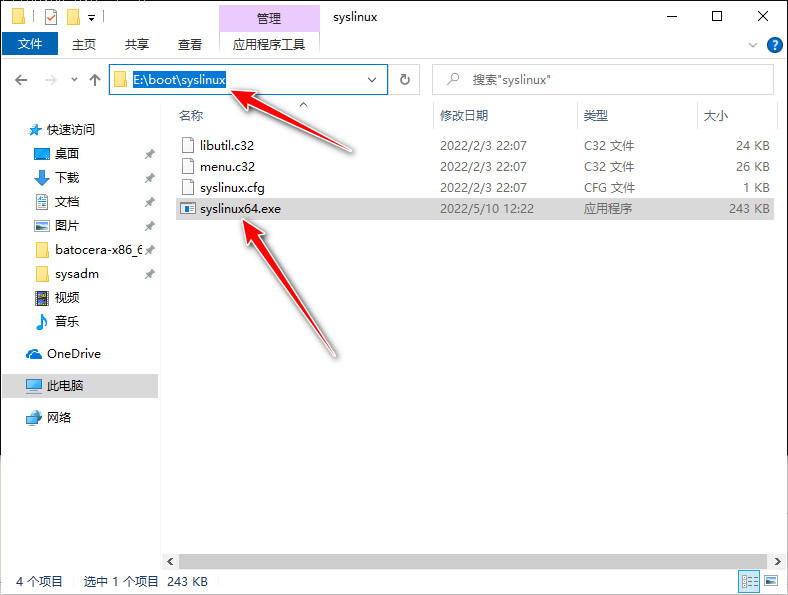 管理
syslinux
文件
主页
共享
查看
应用程序工具
E:\boot\syslinux
搜索"syslinux"
名称
修改日期
类型
大小
libutil.c32
2022/2/3 22:07
C32 文件
24 KB
menu.c32
2022/2/3 22:07
C32 文件
26 KB
syslinux.cfg
2022/2/3 22:07
CFG 文件
1 KB
syslinux64.exe
2022/5/10 12:22
应用程序
243 KB
快速访问
桌面
下载
文档
图片
batocera-x86_6
sysadm
视频
音乐
OneDrive
此电脑
网络
4 个项目
选中 1 个项目 243 KB